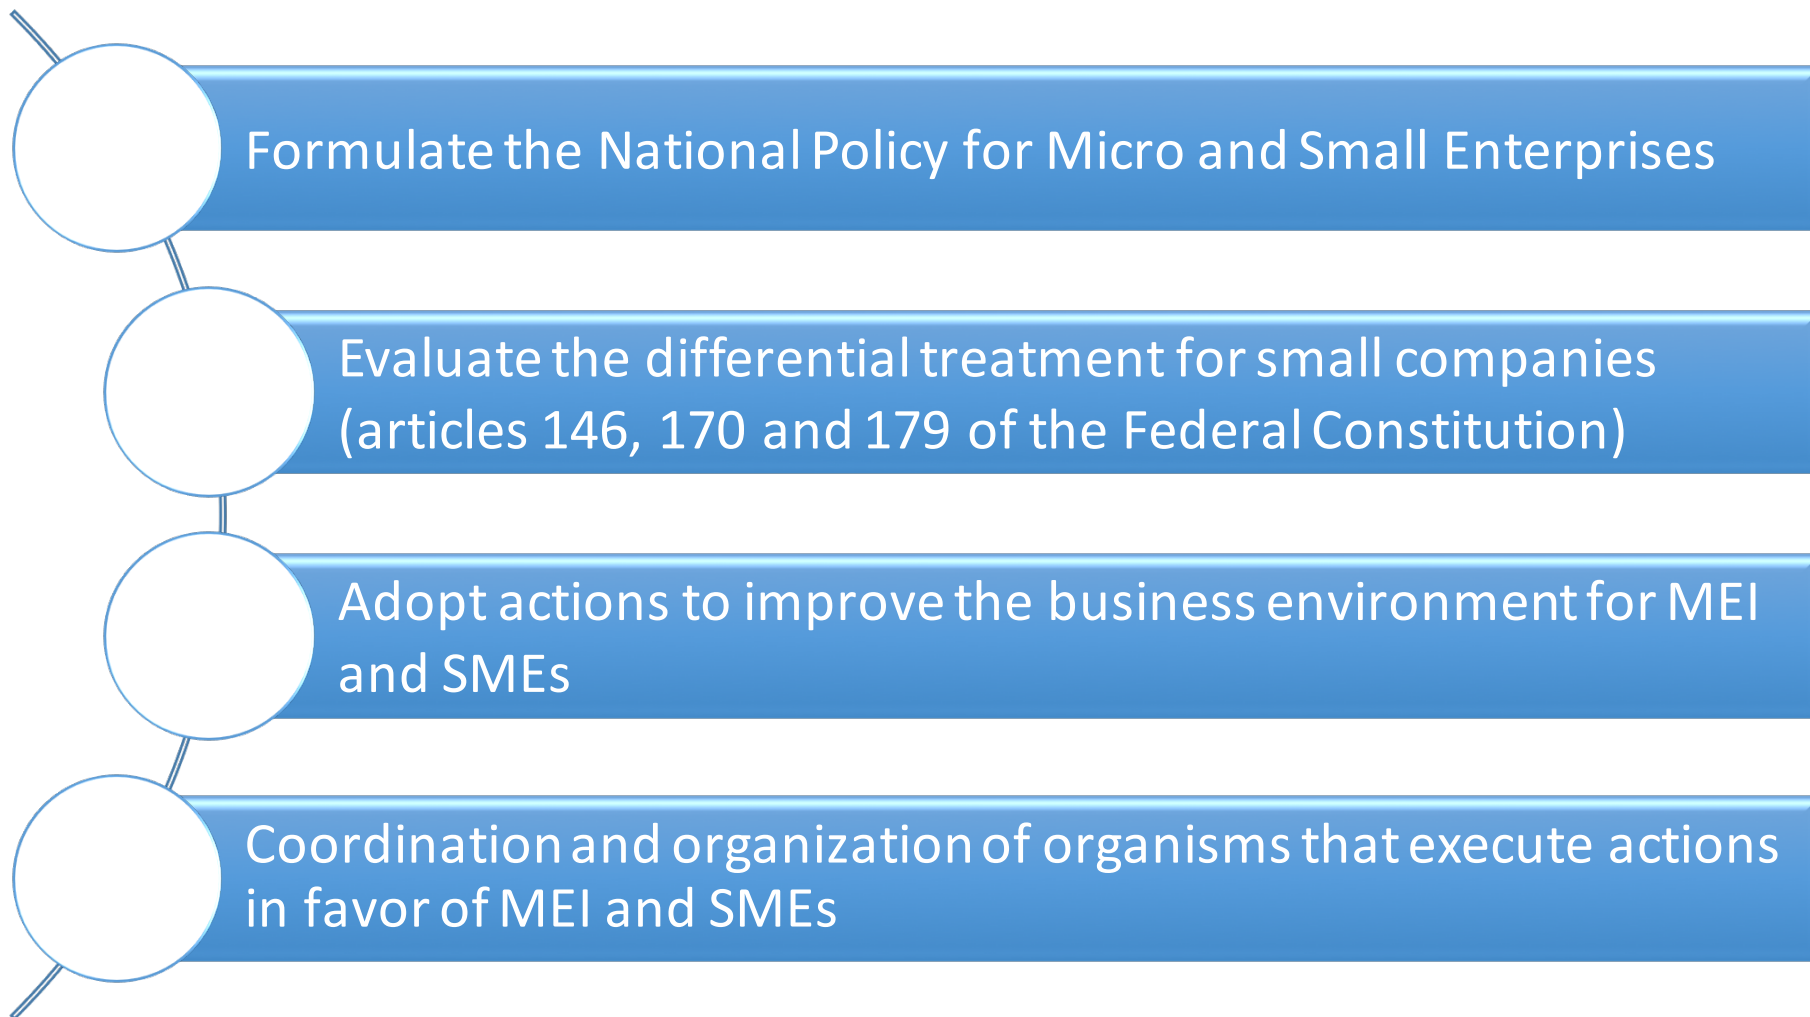 Formulate the National Policy for Micro and Small Enterprises
Evaluate the differential treatment for small companies
(articles 146, 170 and 179 of the Federal Constitution)
Adopt actions to improve the business environment for MEI
and SMEs
Coordination and organization of organisms that execute actions
in favor of MEI and SMEs